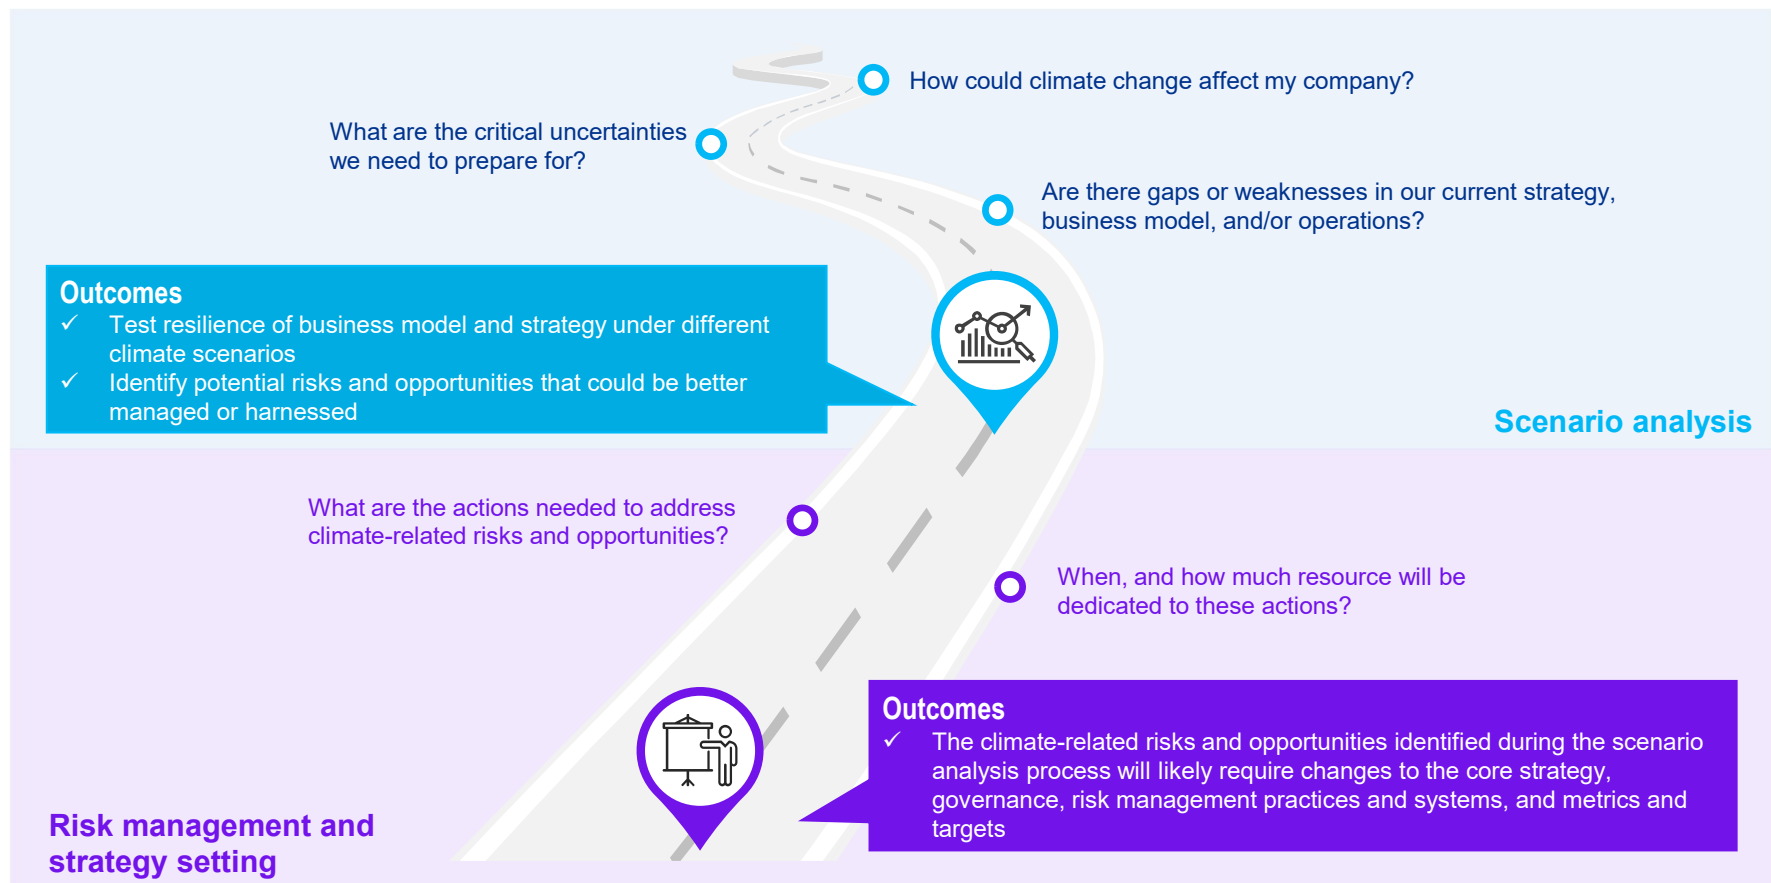 How could climate change affect my company?
What are the critical uncertainties
we need to prepare for?
Are there gaps or weaknesses in our current strategy,
business model, and/or operations?
Outcomes
✓ Test resilience of business model and strategy under different
climate scenarios
✓ Identify potential risks and opportunities that could be better
managed or harnessed
Scenario analysis
What are the actions needed to address
climate-related risks and opportunities?
When, and how much resource will be
dedicated to these actions?
Outcomes
✓ The climate-related risks and opportunities identified during the scenario
analysis process will likely require changes to the core strategy,
governance, risk management practices and systems, and metrics and
targets
Risk management and
strategy setting